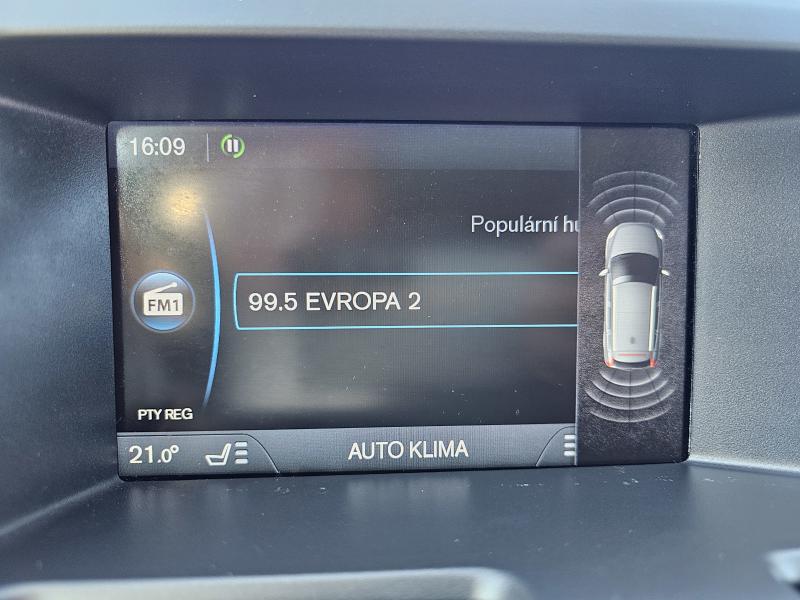 16:09
Populární hu
FM1
99.5 EVROPA 2
PTY REG
21.0° AUTO KLIMA